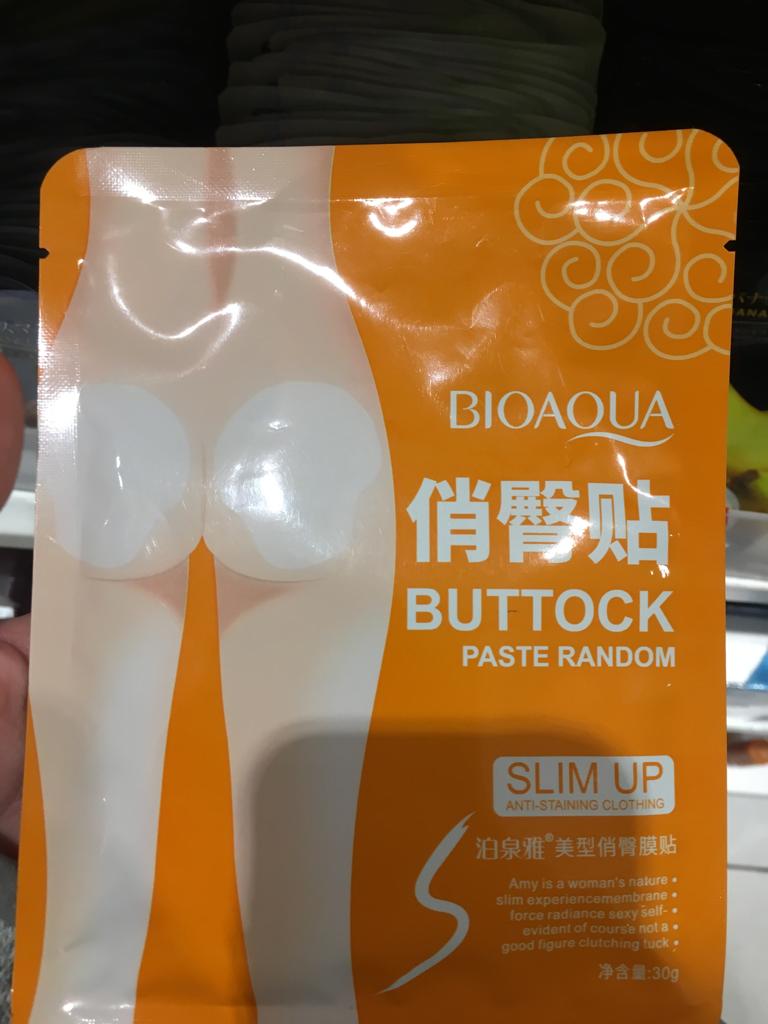 BIOAQUA
俏臀贴
BUTTOCK
PASTE RANDOM
SLIM UP
ANTI-STAINING CLOTHING
泊泉雅®美型俏臀膜贴
Amy is a woman's nature •
slim experiencemembrane •
force radiance sexy self- •
evident of course not a •
good figure clutching tuck •
净含量:30g